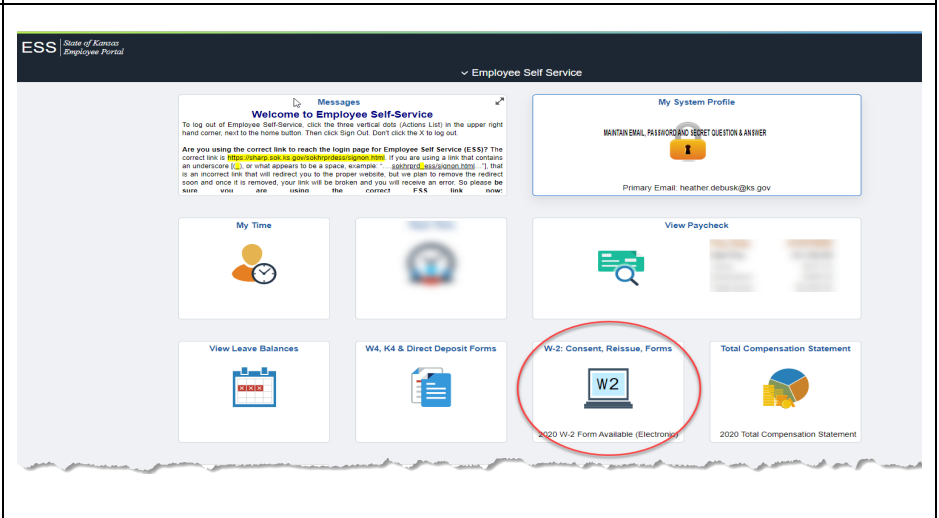 ESS State of Kansas
Employee Portal
Employee Self Service
Messages
Welcome to Employee Self-Service
To log out of Employee Self-Service, click the three vertical dots (Actions List) in the upper right
hand corner, next to the home button. Then click Sign Out. Don't click the X to log out.
Are you using the correct link to reach the login page for Employee Self Service (ESS)? The
correct link is https://sharp.sok.ks.gov/sokhrprdess/signon.html. If you are using a link that contains
an underscore [(_), or what appears to be a space, example: "....sokhrprd_ess/signon.html..."], that
is an incorrect link that will redirect you to the proper website, but we plan to remove the redirect
soon and once it is removed, your link will be broken and you will receive an error. So please be
sure you are using the correct ESS link now:
My System Profile
MAINTAIN EMAIL, PASSWORD AND SECRET QUESTION & ANSWER
Primary Email: heather.debusk@ks.gov
My Time
View Paycheck
View Leave Balances
W4, K4 & Direct Deposit Forms
W-2: Consent, Reissue, Forms
W2
2020 W-2 Form Available (Electronic)
Total Compensation Statement
2020 Total Compensation Statement